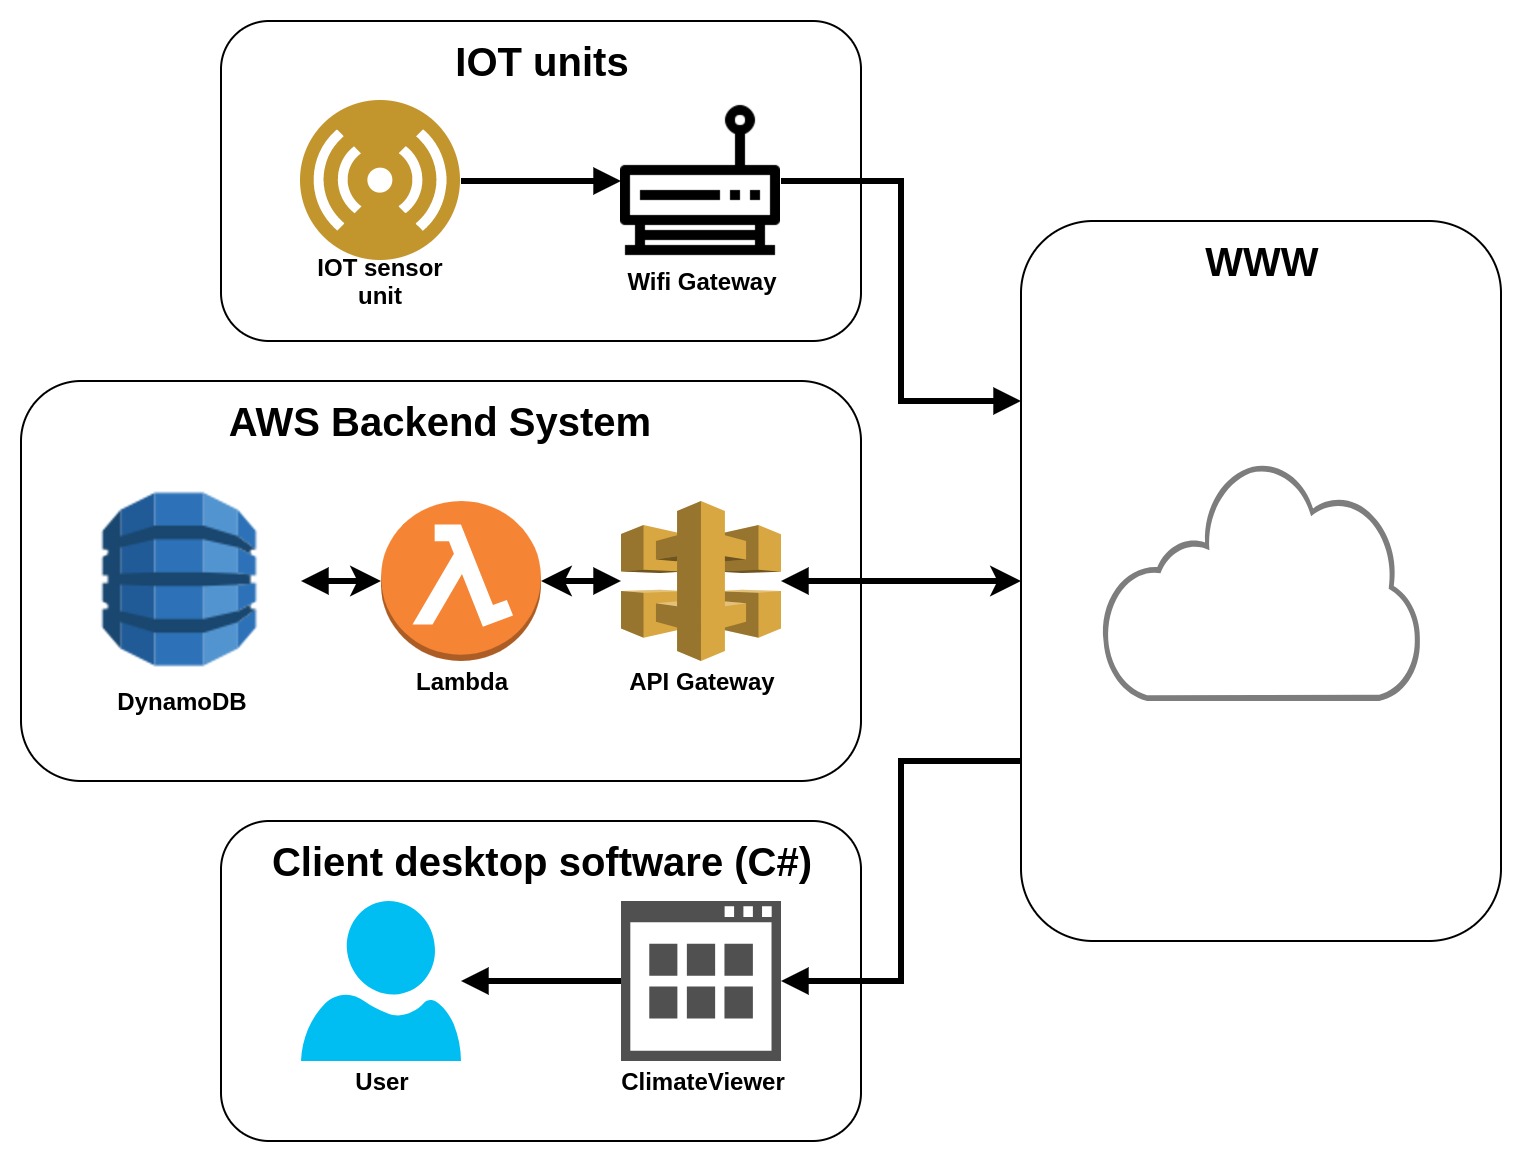 IOT units
IOT sensor
unit
Wifi Gateway
WWW
AWS Backend System
DynamoDB
Lambda
API Gateway
Client desktop software (C#)
User
ClimateViewer